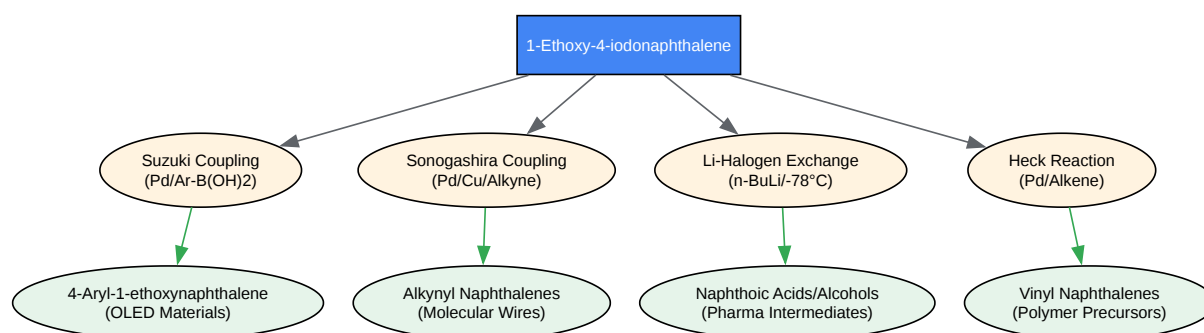 1-Ethoxy-4-iodonaphthalene
Suzuki Coupling
(Pd/Ar-B(OH)2)
Sonogashira Coupling
(Pd/Cu/Alkyne)
Li-Halogen Exchange
(n-BuLi/-78°C)
Heck Reaction
(Pd/Alkene)
4-Aryl-1-ethoxynaphthalene
(OLED Materials)
Alkynyl Naphthalenes
(Molecular Wires)
Naphthoic Acids/Alcohols
(Pharma Intermediates)
Vinyl Naphthalenes
(Polymer Precursors)